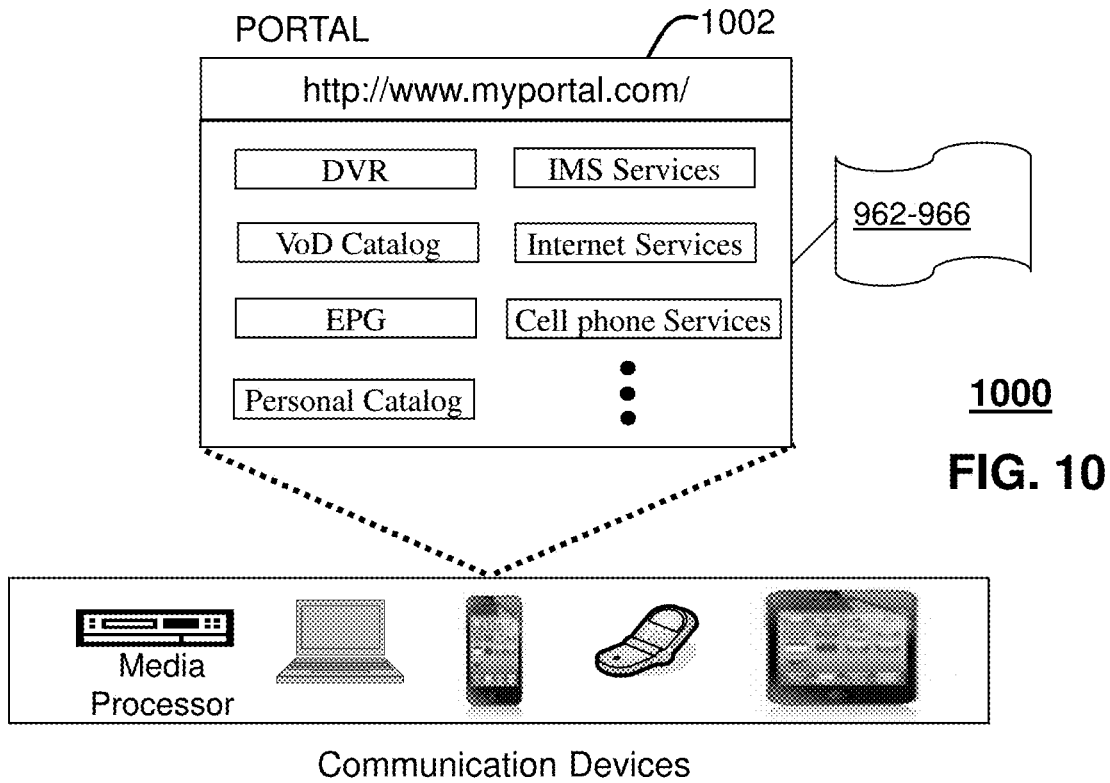 PORTAL
1002
http://www.myportal.com/
DVR
IMS Services
VoD Catalog
Internet Services
EPG
Cell phone Services
Personal Catalog
962-966
1000
FIG. 10
Media
Processor
Communication Devices